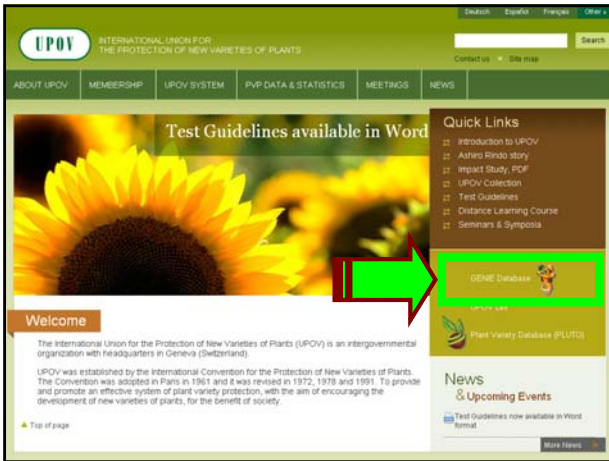 Deutsch Español Français Other
UPOV
INTERNATIONAL UNION FOR
THE PROTECTION OF NEW VARIETIES OF PLANTS
Search
Contact us Site map
ABOUT UPOV MEMBERSHIP UPOV SYSTEM PVP DATA & STATISTICS MEETINGS NEWS
Test Guidelines available in Word
Quick Links
Introduction to UPOV
Ashiro Rindo story
Impact Study, PDF
UPOV Collection
Test Guidelines
Distance Learning Course
Seminars & Symposia
GENIE Database
UPOV Lex
Plant Variety Database (PLUTO)
Welcome
The International Union for the Protection of New Varieties of Plants (UPOV) is an intergovernmental
organization with headquarters in Geneva (Switzerland).
UPOV was established by the International Convention for the Protection of New Varieties of Plants.
The Convention was adopted in Paris in 1961 and it was revised in 1972, 1978 and 1991. To provide
and promote an effective system of plant variety protection, with the aim of encouraging the
development of new varieties of plants, for the benefit of society.
Top of page
News
& Upcoming Events
Test Guidelines now available in Word
format
More News